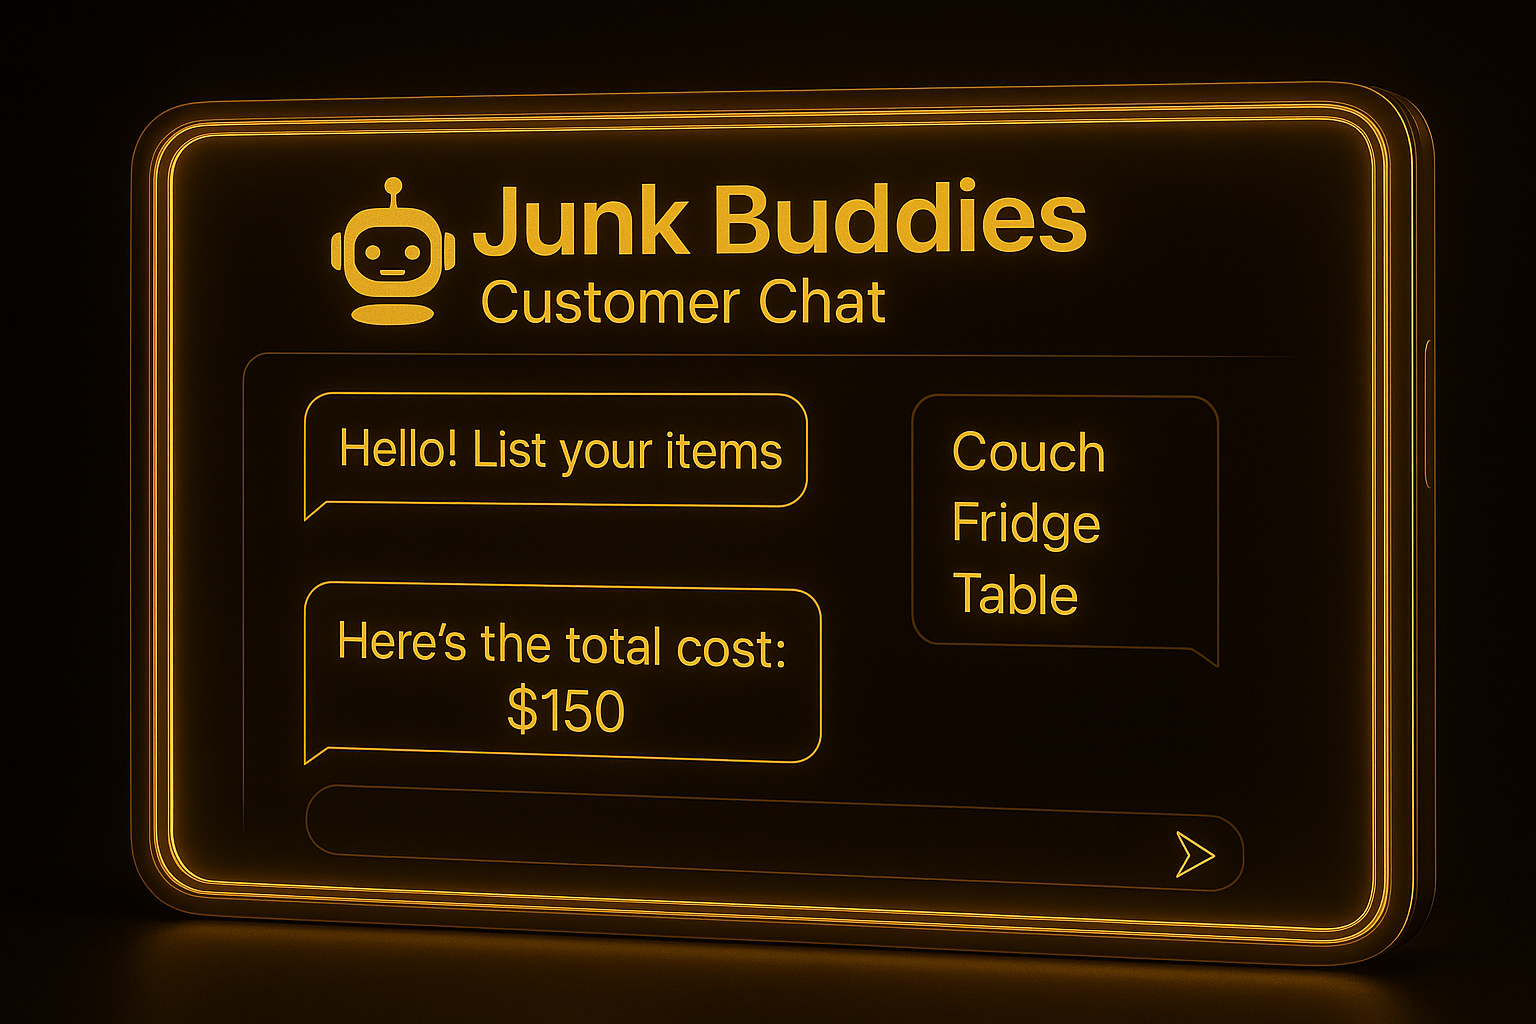 Junk Buddies
Customer Chat
Hello! List your items
Couch
Fridge
Table
Here's the total cost:
$150